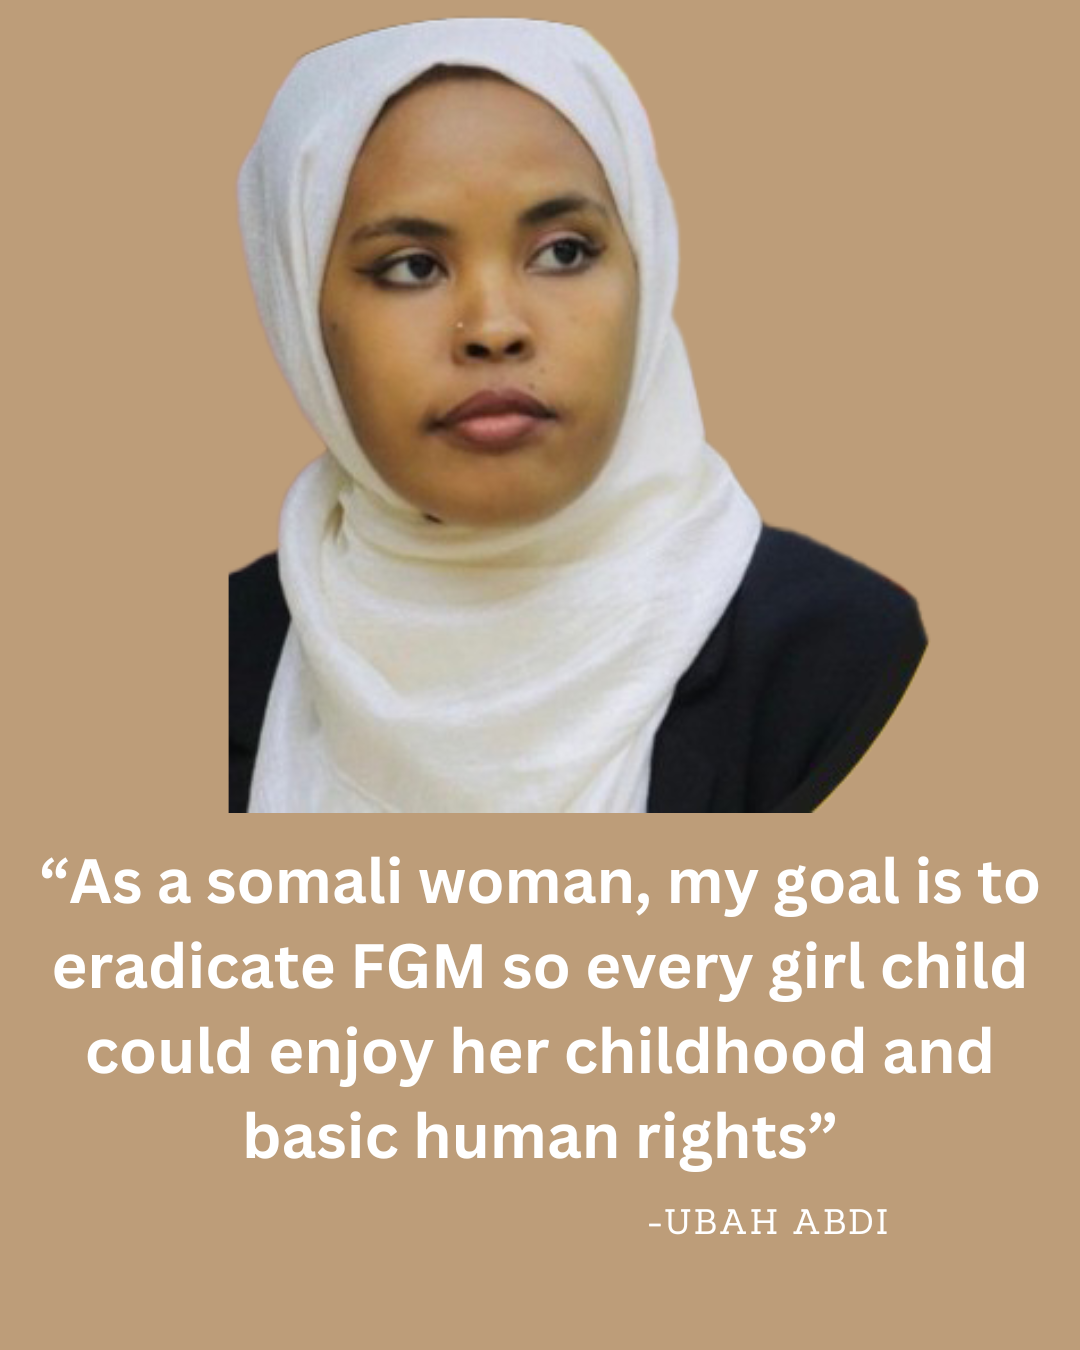 “As a somali woman, my goal is to
eradicate FGM so every girl child
could enjoy her childhood and
basic human rights”
-UBAH ABDI